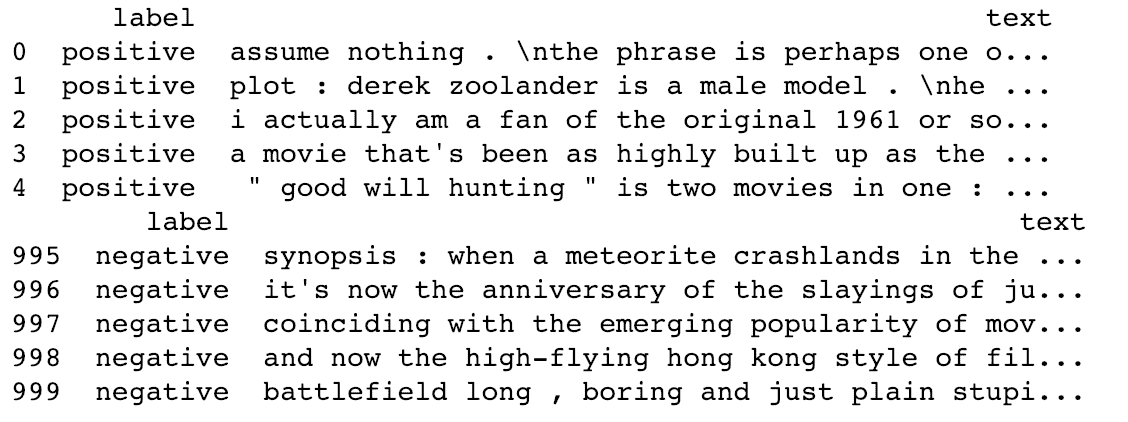 label text
0 positive assume nothing . \nthe phrase is perhaps one o...
1 positive plot : derek zoolander is a male model . \nhe ...
2 positive i actually am a fan of the original 1961 or so...
3 positive a movie that's been as highly built up as the ...
4 positive " good will hunting " is two movies in one : ...
label text
995 negative synopsis : when a meteorite crashlands in the ...
996 negative it's now the anniversary of the slayings of ju...
997 negative coinciding with the emerging popularity of mov...
998 negative and now the high-flying hong kong style of fil...
999 negative battlefield long , boring and just plain stupi...